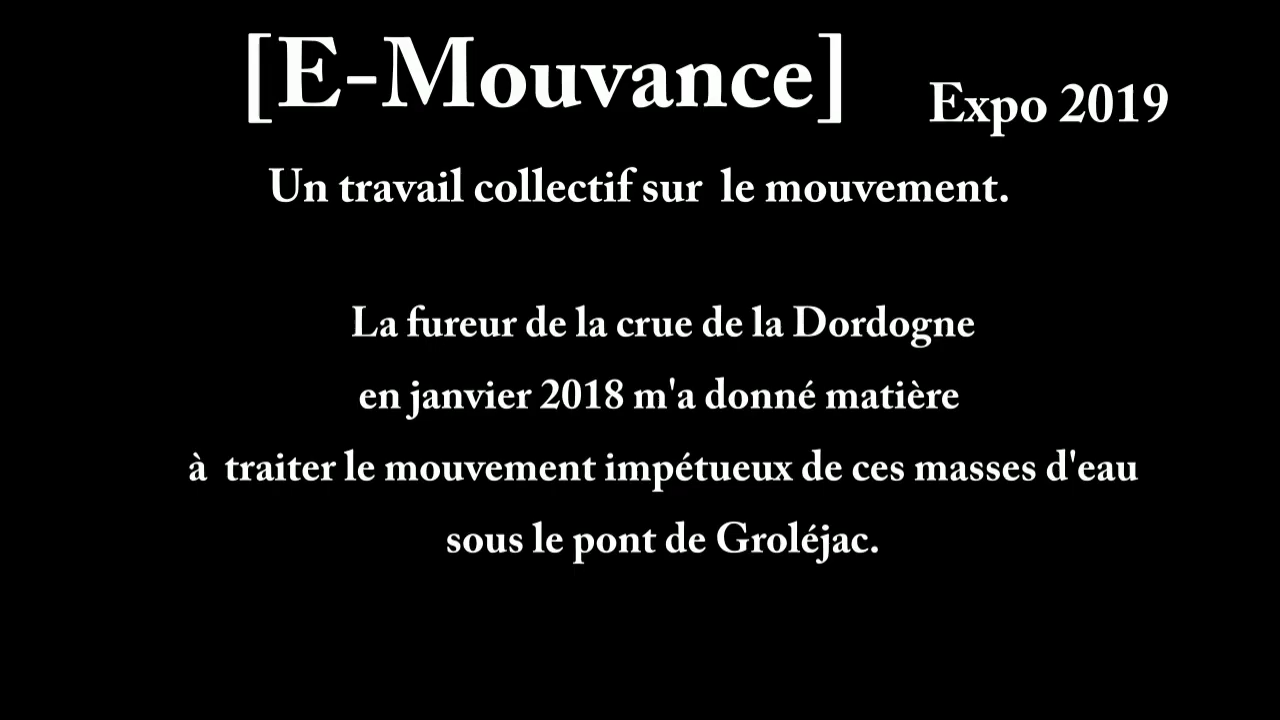 [E-Mouvance] Expo 2019
Un travail collectif sur le mouvement.
La fureur de la crue de la Dordogne
en janvier 2018 m'a donné matière
à traiter le mouvement impétueux de ces masses d'eau
sous le pont de Groléjac.